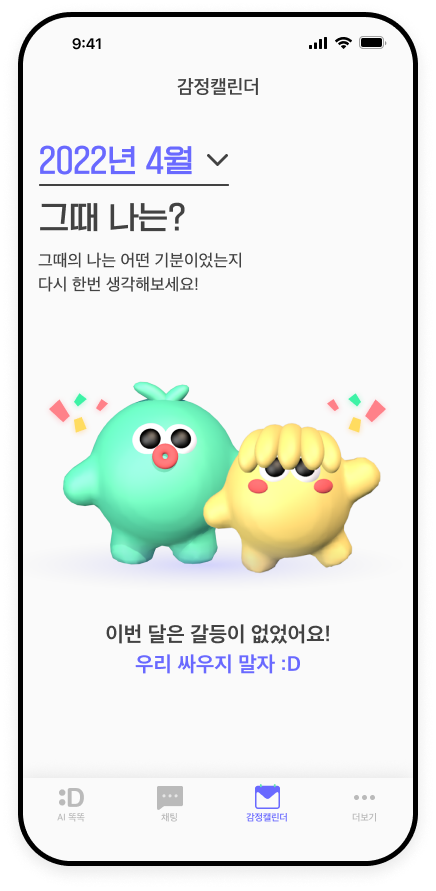 9:41
감정캘린더
2022년 4월
그때 나는?
그때의 나는 어떤 기분이었는지
다시 한번 생각해보세요!
이번 달은 갈등이 없었어요!
우리 싸우지 말자 :D
:D
AI 똑똑
채팅
감정캘린더
더보기